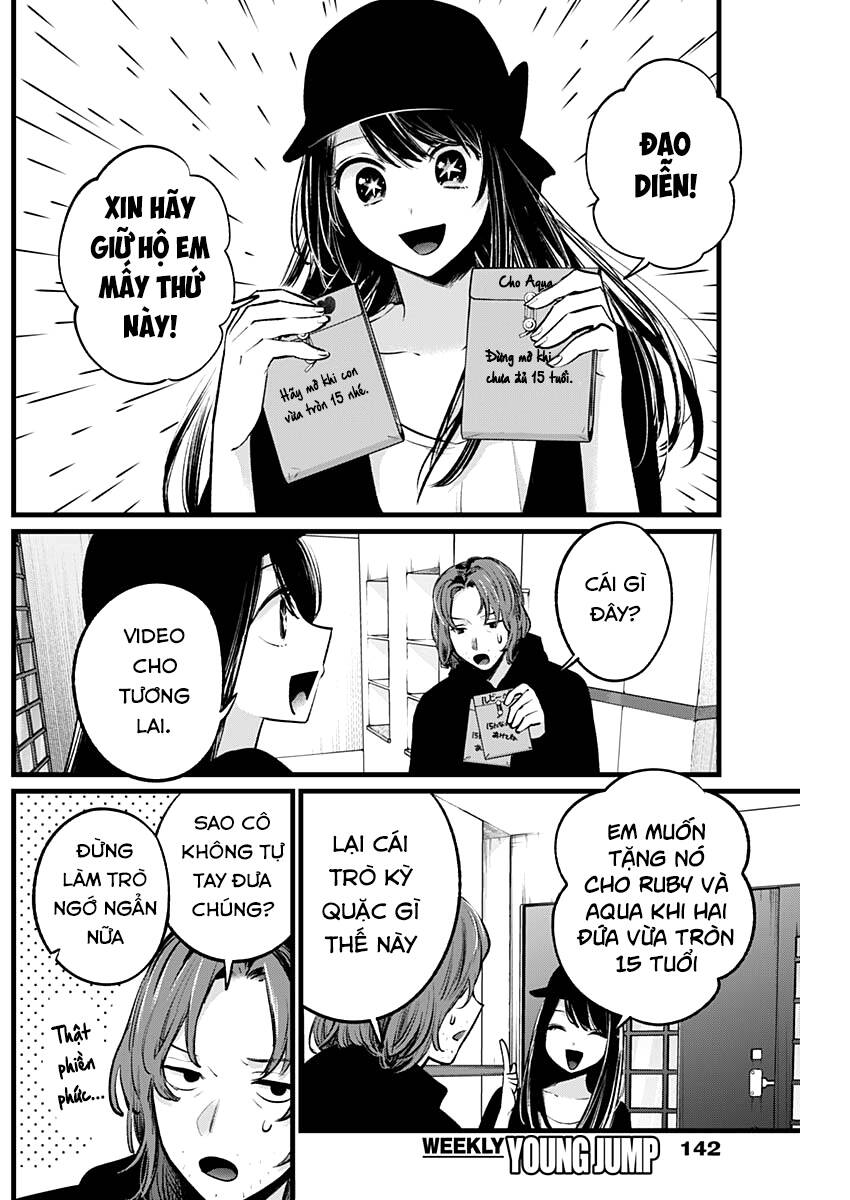 ĐẠO
DIỄN!
XIN HÃY
GIỮ HỘ EM
MẤY THỨ
NÀY!
Cho Aqua
Đừng mở khi
chưa đủ 15 tuổi.
Hãy mở khi con
vừa tròn 15 nhé.
CÁI GÌ
ĐÂY?
VIDEO
CHO
TƯƠNG
LAI.
EM MUỐN
TẶNG NÓ
CHO RUBY VÀ
AQUA KHI HAI
ĐỨA VỪA TRÒN
15 TUỔI
LẠI CÁI
TRÒ KỲ
QUẶC GÌ
THẾ NÀY
SAO CÔ
KHÔNG TỰ
TAY ĐƯA
CHÚNG?
ĐỪNG
LÀM TRÒ
NGỚ NGẨN
NỮA
Thật
phiền
phức...
WEEKLY YOUNG JUMP 142